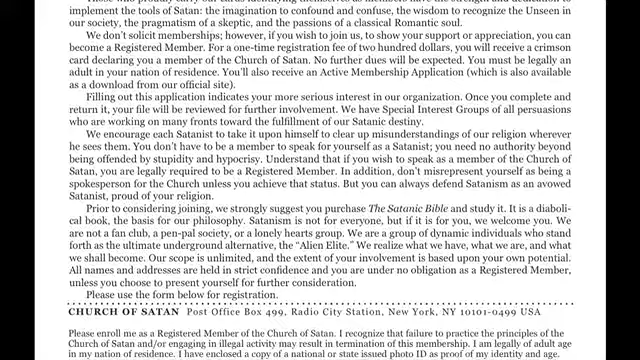 implement the tools of Satan: the imagination to confound and confuse, the wisdom to recognize the Unseen in
our society, the pragmatism of a skeptic, and the passions of a classical Romantic soul.
We don't solicit memberships; however, if you wish to join us, to show your support or appreciation, you can
become a Registered Member. For a one-time registration fee of two hundred dollars, you will receive a crimson
card declaring you a member of the Church of Satan. No further dues will be expected. You must be legally an
adult in your nation of residence. You'll also receive an Active Membership Application (which is also available
as a download from our official site).
Filling out this application indicates your more serious interest in our organization. Once you complete and
return it, your file will be reviewed for further involvement. We have Special Interest Groups of all persuasions
who are working on many fronts toward the fulfillment of our Satanic destiny.
We encourage each Satanist to take it upon himself to clear up misunderstandings of our religion wherever
he sees them. You don't have to be a member to speak for yourself as a Satanist; you need no authority beyond
being offended by stupidity and hypocrisy. Understand that if you wish to speak as a member of the Church of
Satan, you are legally required to be a Registered Member. In addition, don't misrepresent yourself as being a
spokesperson for the Church unless you achieve that status. But you can always defend Satanism as an avowed
Satanist, proud of your religion.
Prior to considering joining, we strongly suggest you purchase The Satanic Bible and study it. It is a diaboli-
cal book, the basis for our philosophy. Satanism is not for everyone, but if it is for you, we welcome you. We
are not a fan club, a pen-pal society, or a lonely hearts group. We are a group of dynamic individuals who stand
forth as the ultimate underground alternative, the “Alien Elite.” We realize what we have, what we are, and what
we shall become. Our scope is unlimited, and the extent of your involvement is based upon your own potential.
All names and addresses are held in strict confidence and you are under no obligation as a Registered Member,
unless you choose to present yourself for further consideration.
Please use the form below for registration.
CHURCH OF SATAN Post Office Box 499, Radio City Station, New York, NY 10101-0499 USA
Please enroll me as a Registered Member of the Church of Satan. I recognize that failure to practice the principles of the
Church of Satan and/or engaging in illegal activity may result in termination of this membership. I am legally of adult age
in my nation of residence. I have enclosed a copy of a national or state issued photo ID as proof of my identity and age.